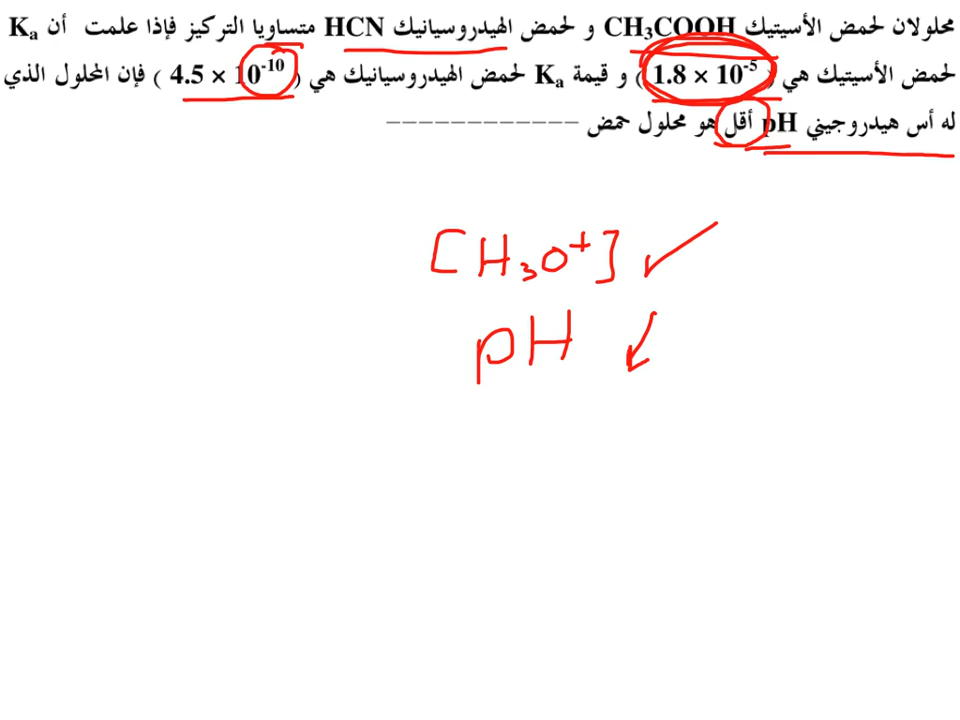 محلولان لحمض الأسيتيك CH₃COOH و لحمض الهيدروسيانيك HCN متساويا التركيز فإذا علمت أن Kₐ
لحمض الأسيتيك هي ( 1.8 × 10⁻⁵ ) و قيمة Kₐ لحمض الهيدروسيانيك هي ( 4.5 × 10⁻¹⁰ ) فإن المحلول الذي
له أس هيدروجيني pH أقل هو محلول حمض ------------
[H₃O⁺]
pH